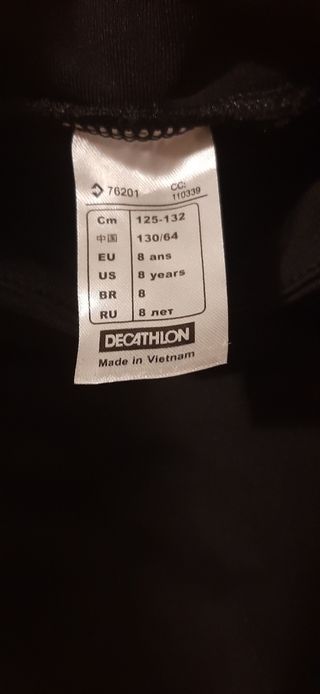 76201 CC:
110339
Cm 125-132
中国 130/64
EU 8 ans
US 8 years
BR 8
RU 8 лет
DECATHLON
Made in Vietnam